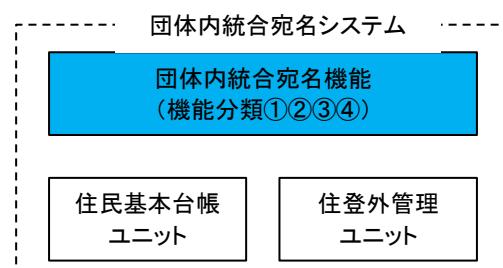 団体内統合宛名システム
団体内統合宛名機能
（機能分類①②③④）
住民基本台帳
ユニット
住登外管理
ユニット